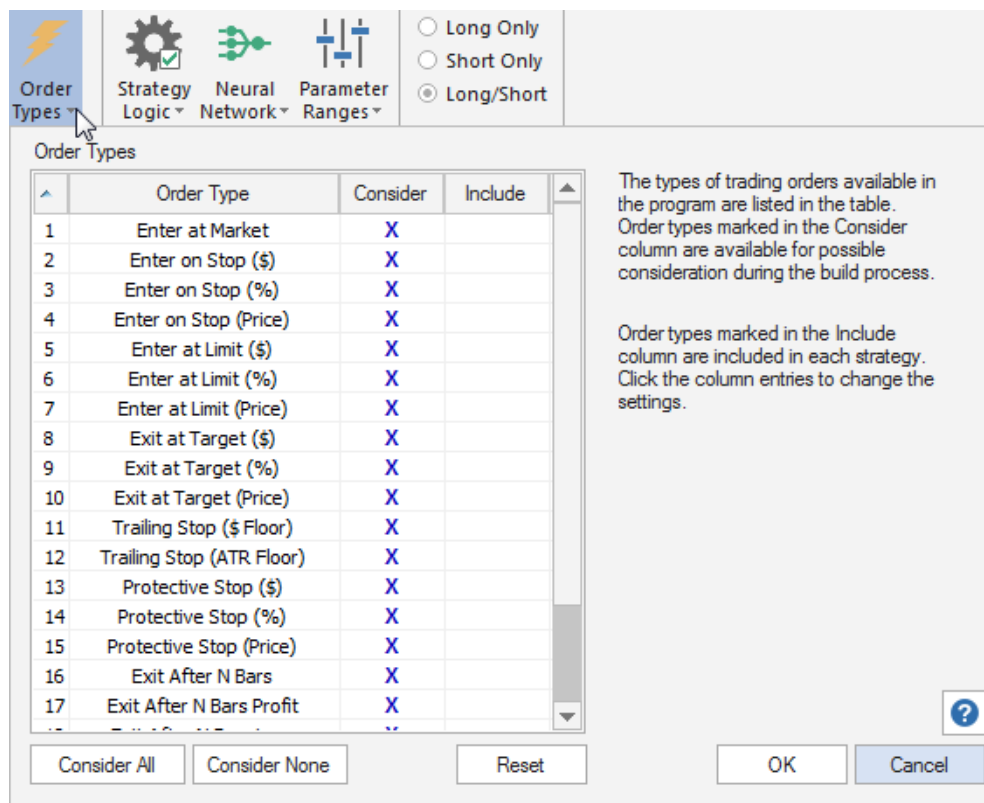 Order
Types
Strategy
Logic
Neural
Network
Parameter
Ranges
Long Only
Short Only
Long/Short
Order Types
Order Type Consider Include
1 Enter at Market X
2 Enter on Stop ($) X
3 Enter on Stop (%) X
4 Enter on Stop (Price) X
5 Enter at Limit ($) X
6 Enter at Limit (%) X
7 Enter at Limit (Price) X
8 Exit at Target ($) X
9 Exit at Target (%) X
10 Exit at Target (Price) X
11 Trailing Stop ($ Floor) X
12 Trailing Stop (ATR Floor) X
13 Protective Stop ($) X
14 Protective Stop (%) X
15 Protective Stop (Price) X
16 Exit After N Bars X
17 Exit After N Bars Profit X
The types of trading orders available in
the program are listed in the table.
Order types marked in the Consider
column are available for possible
consideration during the build process.
Order types marked in the Include
column are included in each strategy.
Click the column entries to change the
settings.
?
Consider All
Consider None
Reset
OK
Cancel